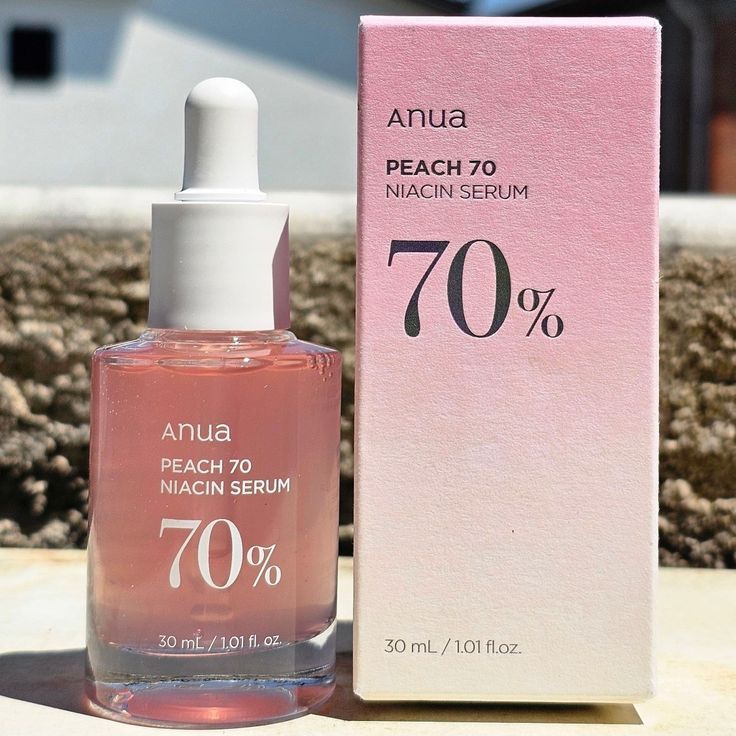 Anua
PEACH 70
NIACIN SERUM
70%
30 mL / 1.01 fl. oz.
Anua
PEACH 70
NIACIN SERUM
70%
30 mL / 1.01 fl.oz.